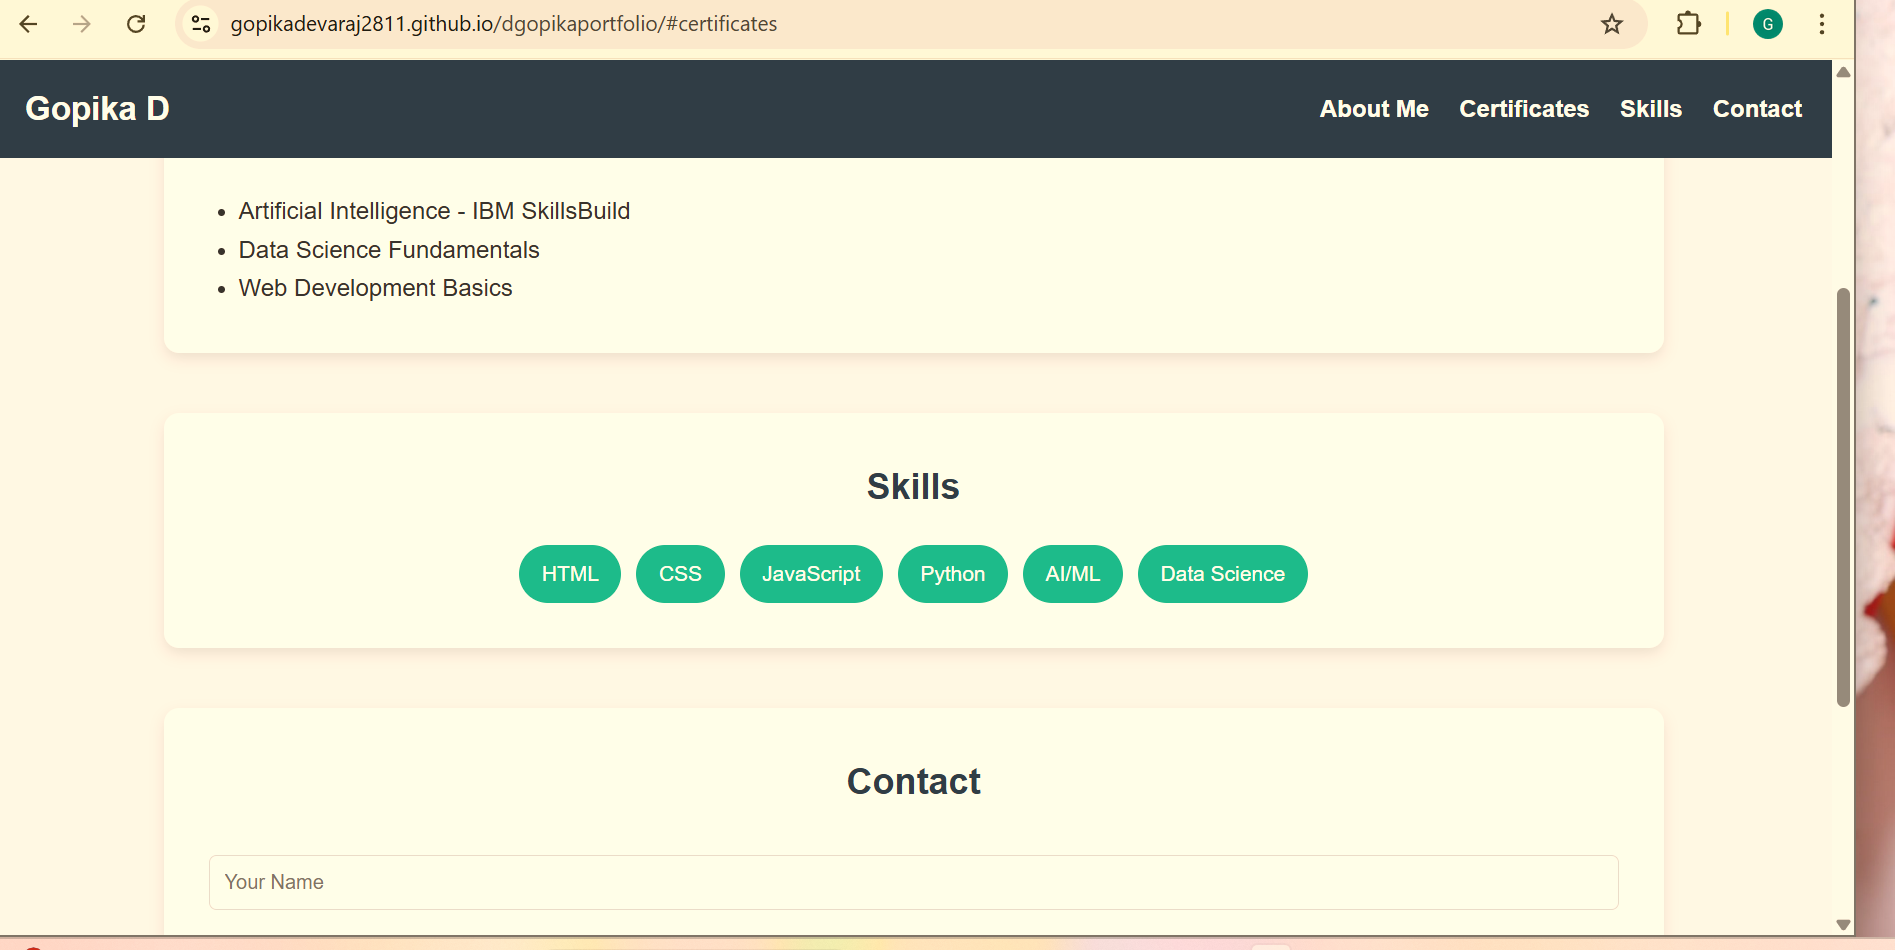 gopikadevaraj2811.github.io/dgopikaportfolio/#certificates
G
Gopika D
About Me Certificates Skills Contact
• Artificial Intelligence - IBM SkillsBuild
• Data Science Fundamentals
• Web Development Basics
Skills
HTML CSS JavaScript Python AI/ML Data Science
Contact
Your Name